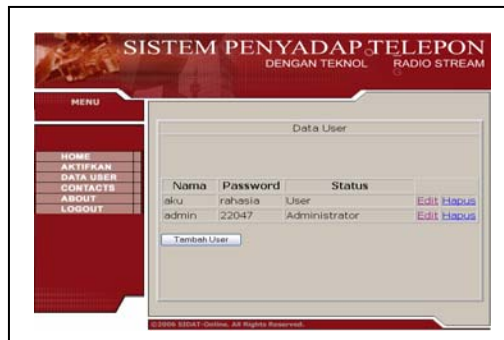 SISTEM PENYADAP TELEPON
DENGAN TEKNOL RADIO STREAM
G
MENU
HOME
AKTIFKAN
DATA USER
CONTACTS
ABOUT
LOGOUT
Data User
Nama Password Status
aku rahasia User Edit Hapus
admin 22047 Administrator Edit Hapus
Tambah User
©2006 SIDAT-Online. All Rights Reserved.